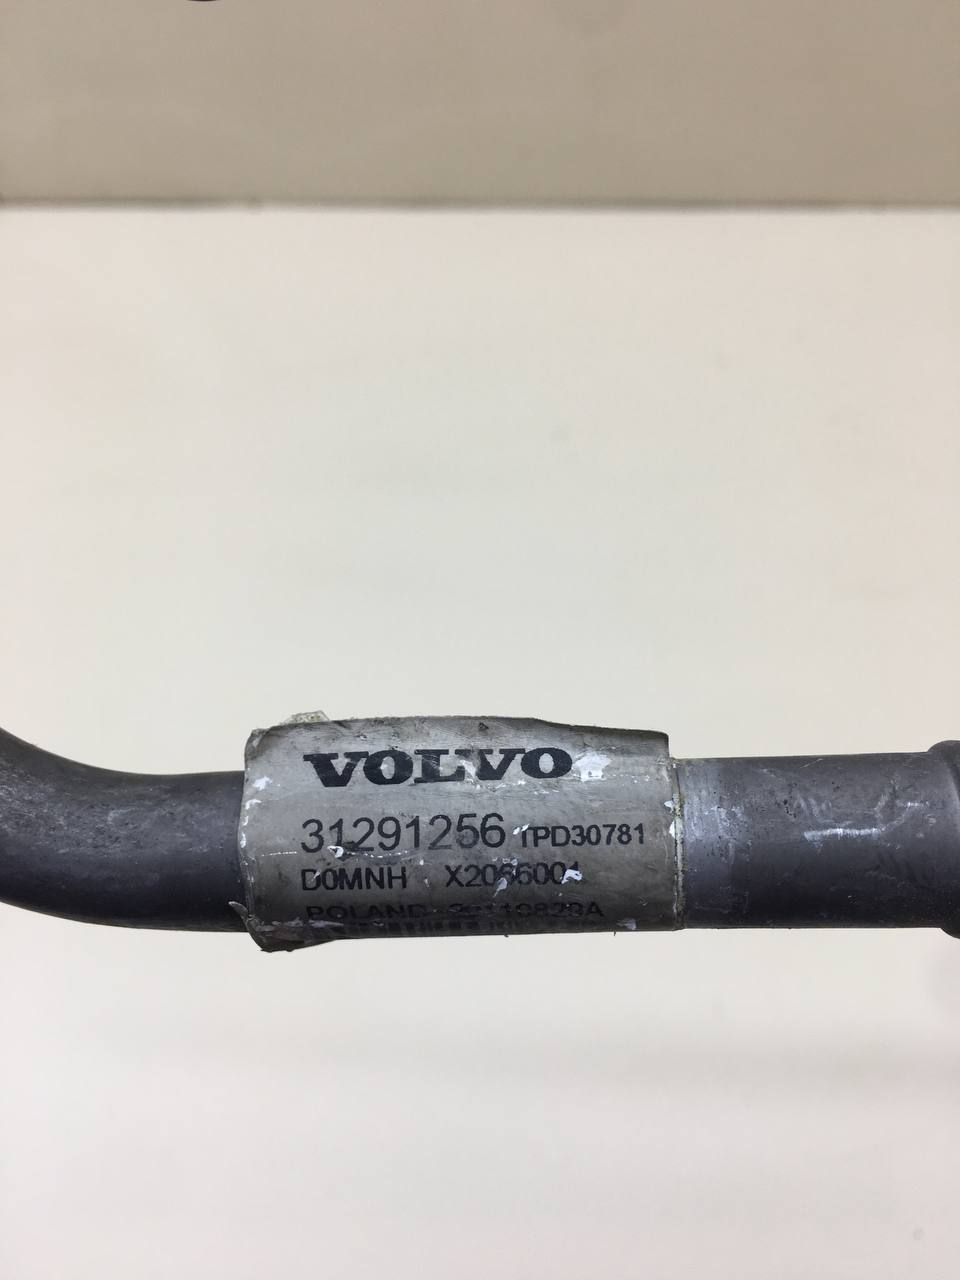 VOLVO
31291256 TPD30781
D0MNH X2066001
POLAND